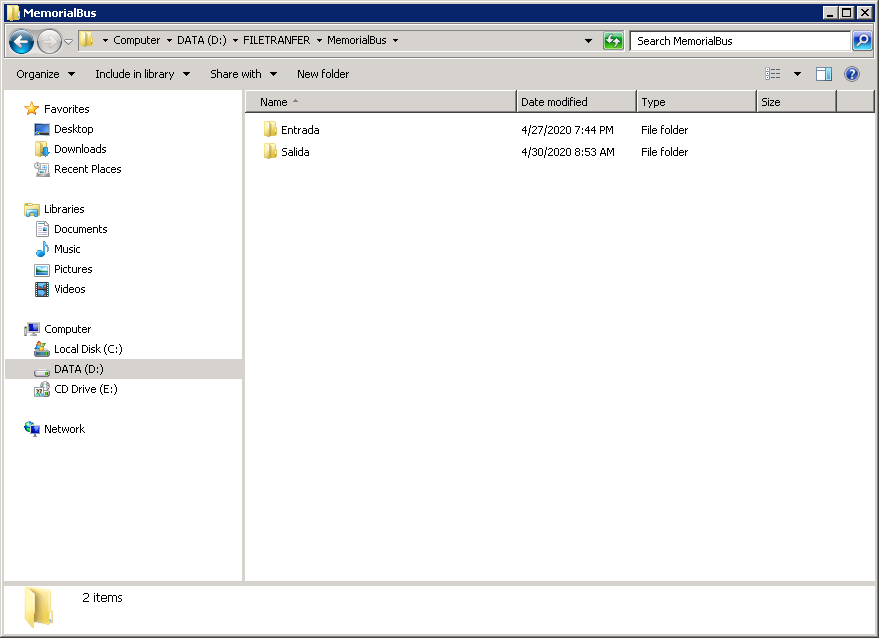 MemorialBus
Computer DATA (D:) FILETRANFER MemorialBus Search MemorialBus
Organize Include in library Share with New folder
Name Date modified Type Size
Entrada 4/27/2020 7:44 PM File folder
Salida 4/30/2020 8:53 AM File folder
Favorites
Desktop
Downloads
Recent Places
Libraries
Documents
Music
Pictures
Videos
Computer
Local Disk (C:)
DATA (D:)
CD Drive (E:)
Network
2 items